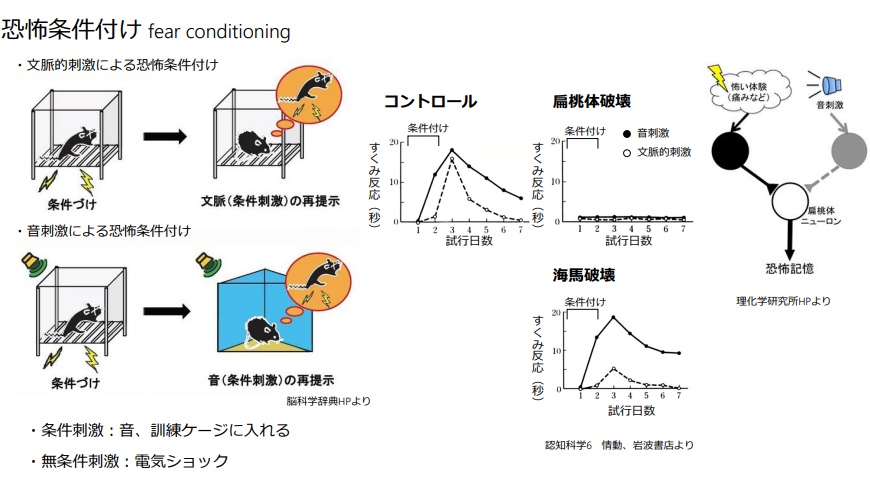 恐怖条件付け fear conditioning
・文脈的刺激による恐怖条件付け
条件づけ
文脈(条件刺激)の再提示
・音刺激による恐怖条件付け
条件づけ
音(条件刺激)の再提示
脳科学辞典HPより
・条件刺激：音、訓練ケージに入れる
・無条件刺激：電気ショック
コントロール
条件付け
すくみ反応（秒）
20
10
0
1 2 3 4 5 6 7
試行日数
扁桃体破壊
条件付け
音刺激
文脈的刺激
すくみ反応（秒）
20
10
0
1 2 3 4 5 6 7
試行日数
海馬破壊
条件付け
すくみ反応（秒）
20
10
0
1 2 3 4 5 6 7
試行日数
認知科学6　情動、岩波書店より
怖い体験
(痛みなど)
音刺激
扁桃体
ニューロン
恐怖記憶
理化学研究所HPより